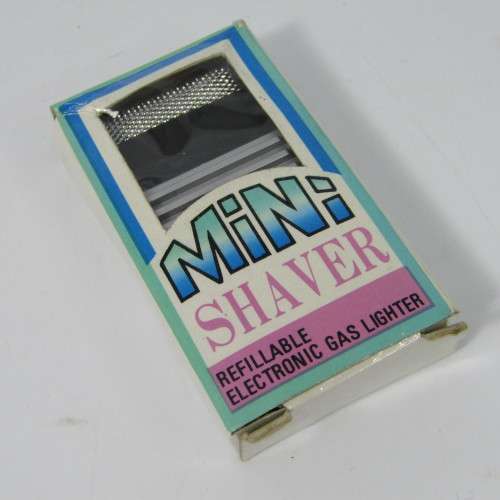 MiNi
SHAVER
REFILLABLE
ELECTRONIC GAS LIGHTER